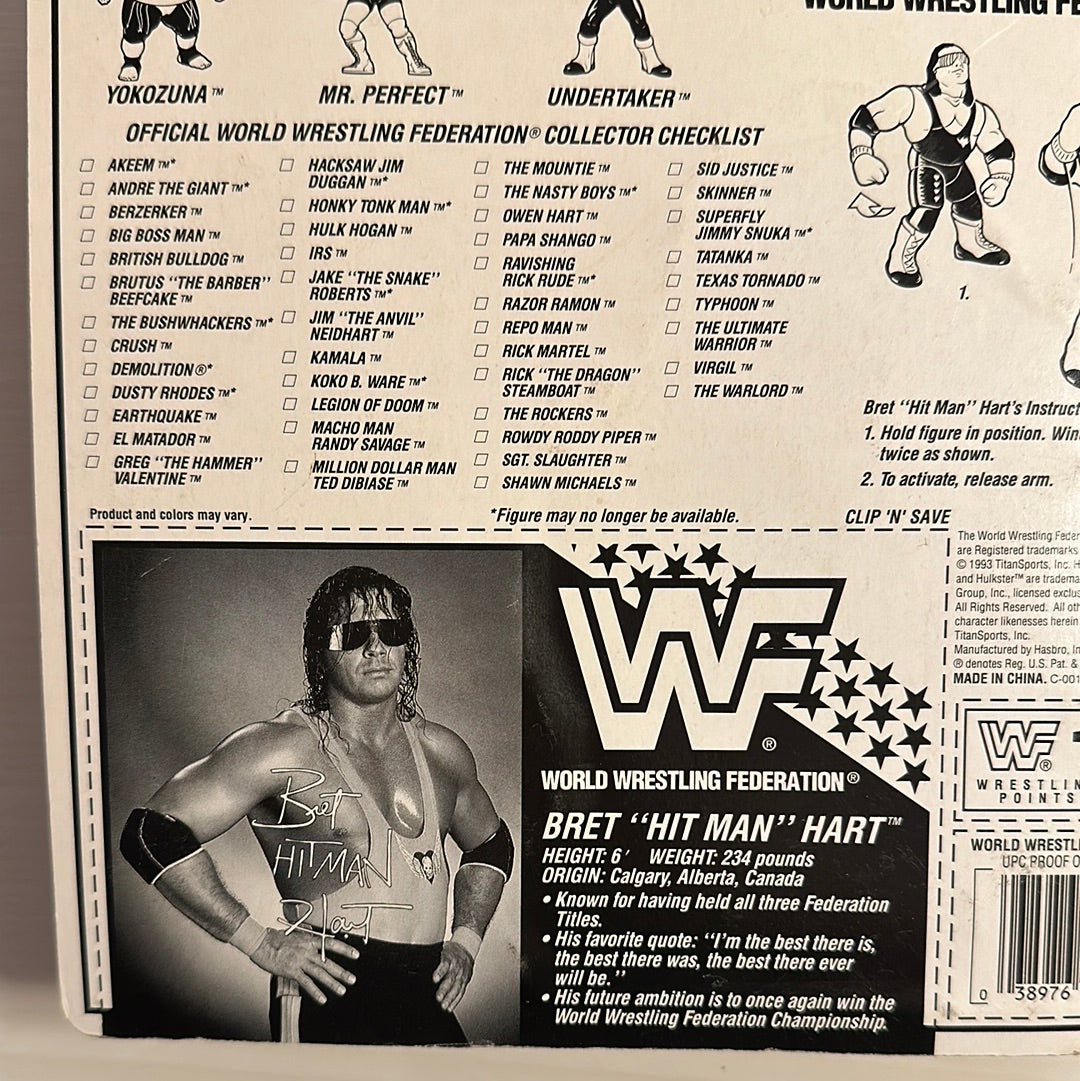 WORLD WRESTLING FE
YOKOZUNA™
MR. PERFECT™
UNDERTAKER™
OFFICIAL WORLD WRESTLING FEDERATION® COLLECTOR CHECKLIST
AKEEM™*
ANDRE THE GIANT™*
BERZERKER™
BIG BOSS MAN™
BRITISH BULLDOG™
BRUTUS "THE BARBER"
BEEFCAKE™
THE BUSHWHACKERS™*
CRUSH™
DEMOLITION®*
DUSTY RHODES™*
EARTHQUAKE™
EL MATADOR™
GREG "THE HAMMER"
VALENTINE™
HACKSAW JIM
DUGGAN™*
HONKY TONK MAN™*
HULK HOGAN™
IRS™
JAKE "THE SNAKE"
ROBERTS™*
JIM "THE ANVIL"
NEIDHART™
KAMALA™
KOKO B. WARE™*
LEGION OF DOOM™
MACHO MAN
RANDY SAVAGE™
MILLION DOLLAR MAN
TED DIBIASE™
THE MOUNTIE™
THE NASTY BOYS™*
OWEN HART™
PAPA SHANGO™
RAVISHING
RICK RUDE™*
RAZOR RAMON™
REPO MAN™
RICK MARTEL™
RICK "THE DRAGON"
STEAMBOAT™
THE ROCKERS™
ROWDY RODDY PIPER™
SGT. SLAUGHTER™
SHAWN MICHAELS™
SID JUSTICE™
SKINNER™
SUPERFLY
JIMMY SNUKA™*
TATANKA™
TEXAS TORNADO™
TYPHOON™
THE ULTIMATE
WARRIOR™
VIRGIL™
THE WARLORD™
1.
Bret "Hit Man" Hart's Instruct
1. Hold figure in position. Win
twice as shown.
2. To activate, release arm.
Product and colors may vary.
*Figure may no longer be available.
CLIP 'N' SAVE
Bret
HITMAN
Hart
WF®
WORLD WRESTLING FEDERATION®
BRET "HIT MAN" HART™
HEIGHT: 6' WEIGHT: 234 pounds
ORIGIN: Calgary, Alberta, Canada
• Known for having held all three Federation
Titles.
• His favorite quote: "I'm the best there is,
the best there was, the best there ever
will be."
• His future ambition is to once again win the
World Wrestling Federation Championship.
The World Wrestling Feder
are Registered trademarks
© 1993 TitanSports, Inc. H
and Hulkster™ are tradema
Group, Inc., licensed exclus
All Rights Reserved. All oth
character likenesses herein
TitanSports, Inc.
Manufactured by Hasbro, In
® denotes Reg. U.S. Pat. &
MADE IN CHINA. C-001
WF®
WRESTLIN
POINTS
WORLD WRESTL
UPC PROOF O
0 38976